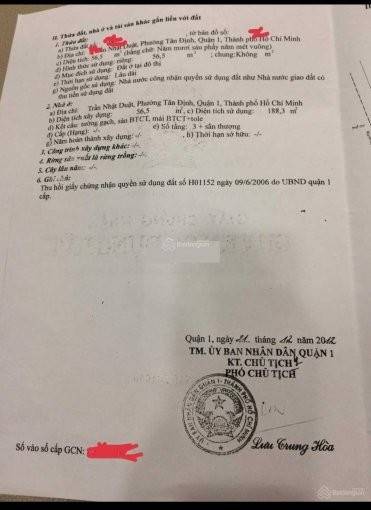 II. Thửa đất, nhà ở và tài sản khác gắn liền với đất
1. Thửa đất:
a) Thửa đất số: , tờ bản đồ số:
b) Địa chỉ: Trần Nhật Duật, Phường Tân Định, Quận 1, Thành phố Hồ Chí Minh
c) Diện tích: 56,5 m² (bằng chữ: Năm mươi sáu phẩy năm mét vuông)
d) Hình thức sử dụng: riêng: 56,5 m² ; chung: Không m²
đ) Mục đích sử dụng: Đất ở tại đô thị
e) Thời hạn sử dụng: Lâu dài
g) Nguồn gốc sử dụng: Nhà nước công nhận quyền sử dụng đất như Nhà nước giao đất có
thu tiền sử dụng đất
2. Nhà ở:
a) Địa chỉ: Trần Nhật Duật, Phường Tân Định, Quận 1, Thành phố Hồ Chí Minh
b) Diện tích xây dựng: 56,5 m², c) Diện tích sử dụng: 188,3 m²
d) Kết cấu: tường gạch, sàn BTCT, mái BTCT+tole
đ) Cấp (Hạng): -/- e) Số tầng: 3 + sân thượng
g) Năm hoàn thành xây dựng: -/- h) Thời hạn sở hữu: -/-
3. Công trình xây dựng khác: -/-
4. Rừng sản xuất là rừng trồng: -/-
5. Cây lâu năm: -/-
6. Ghi chú:
Thu hồi giấy chứng nhận quyền sử dụng đất số H01152 ngày 09/6/2006 do UBND quận 1
cấp.
Batdongsan
Quận 1, ngày 21 tháng 12 năm 2012
TM. ỦY BAN NHÂN DÂN QUẬN 1
KT. CHỦ TỊCH
PHÓ CHỦ TỊCH
ỦY BAN NHÂN DÂN QUẬN 1 - THÀNH PHỐ HỒ CHÍ MINH
Lưu Trung Hòa
Số vào sổ cấp GCN:
Batdongsan